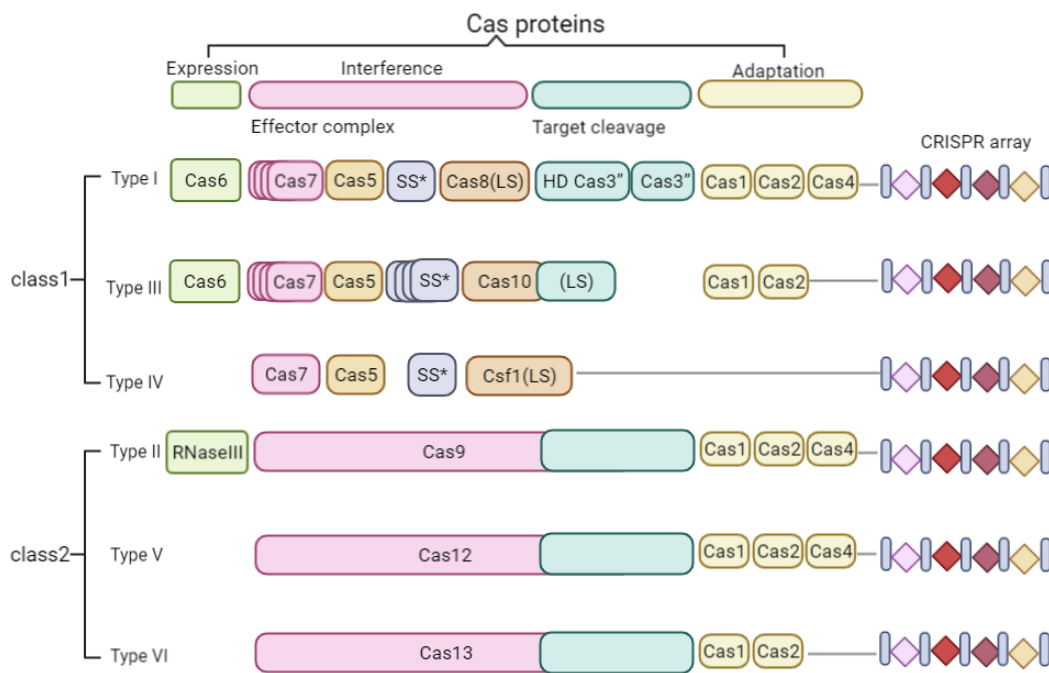 Cas proteins
Expression Interference Adaptation
Effector complex Target cleavage
CRISPR array
Type I Cas6 Cas7 Cas5 SS* Cas8(LS) HD Cas3” Cas3” Cas1 Cas2 Cas4
class1
Type III Cas6 Cas7 Cas5 SS* Cas10 (LS) Cas1 Cas2
Type IV Cas7 Cas5 SS* Csf1(LS)
Type II RNaseIII Cas9 Cas1 Cas2 Cas4
class2
Type V Cas12 Cas1 Cas2 Cas4
Type VI Cas13 Cas1 Cas2